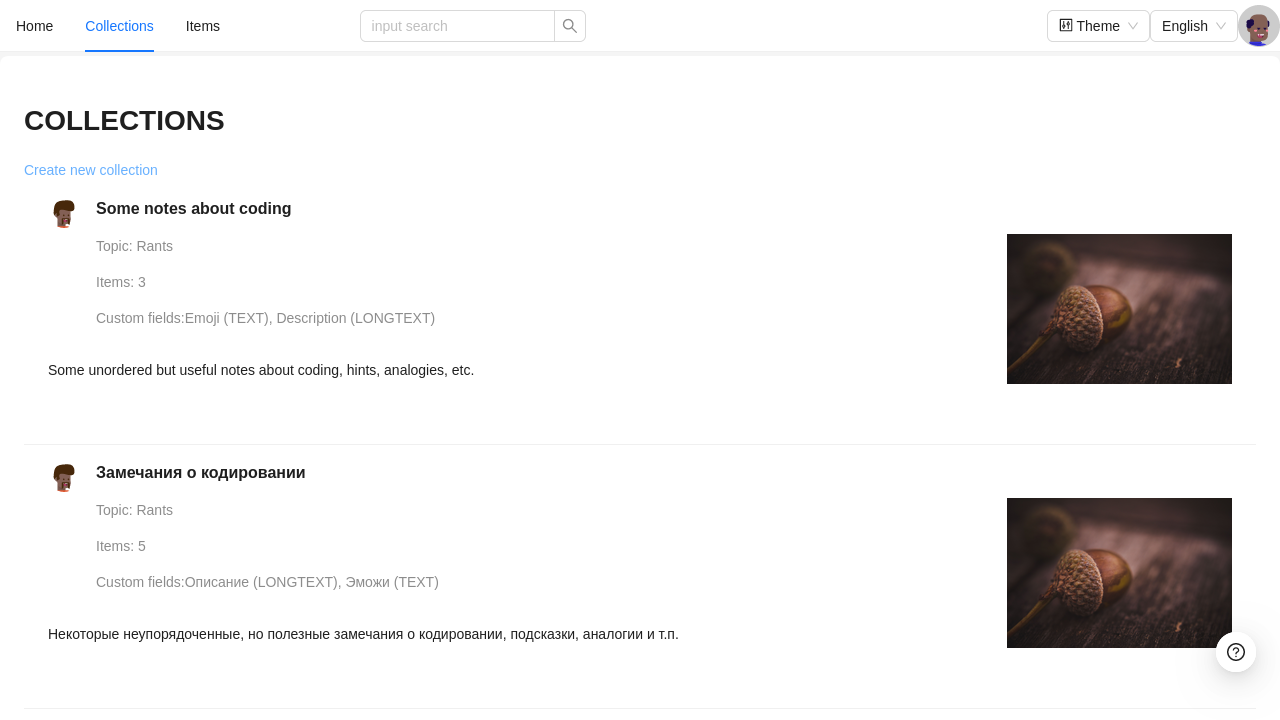 Home Collections Items input search Theme English
COLLECTIONS
Create new collection
Some notes about coding
Topic: Rants
Items: 3
Custom fields:Emoji (TEXT), Description (LONGTEXT)
Some unordered but useful notes about coding, hints, analogies, etc.
Замечания о кодировании
Topic: Rants
Items: 5
Custom fields:Описание (LONGTEXT), Эможи (TEXT)
Некоторые неупорядоченные, но полезные замечания о кодировании, подсказки, аналогии и т.п.